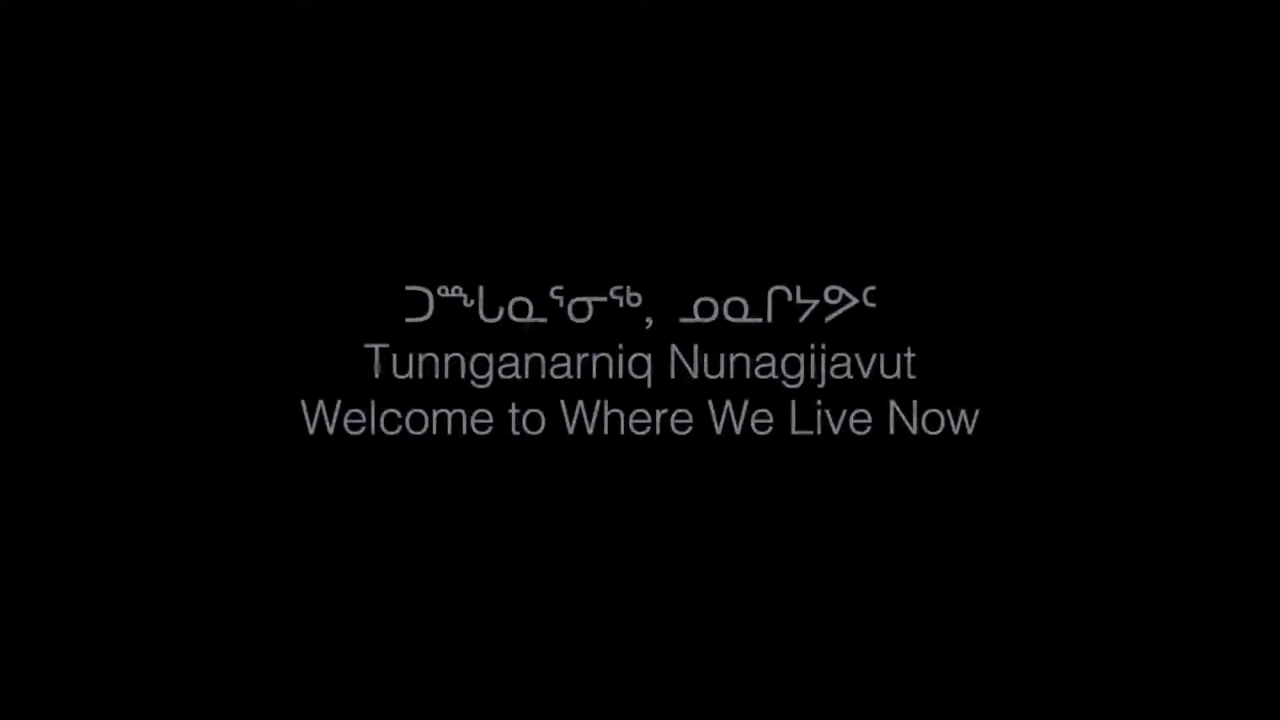 ᑐᙵᓇᕐᓂᖅ, ᓄᓇᒋᔭᕗᑦ
Tunnganarniq Nunagijavut
Welcome to Where We Live Now